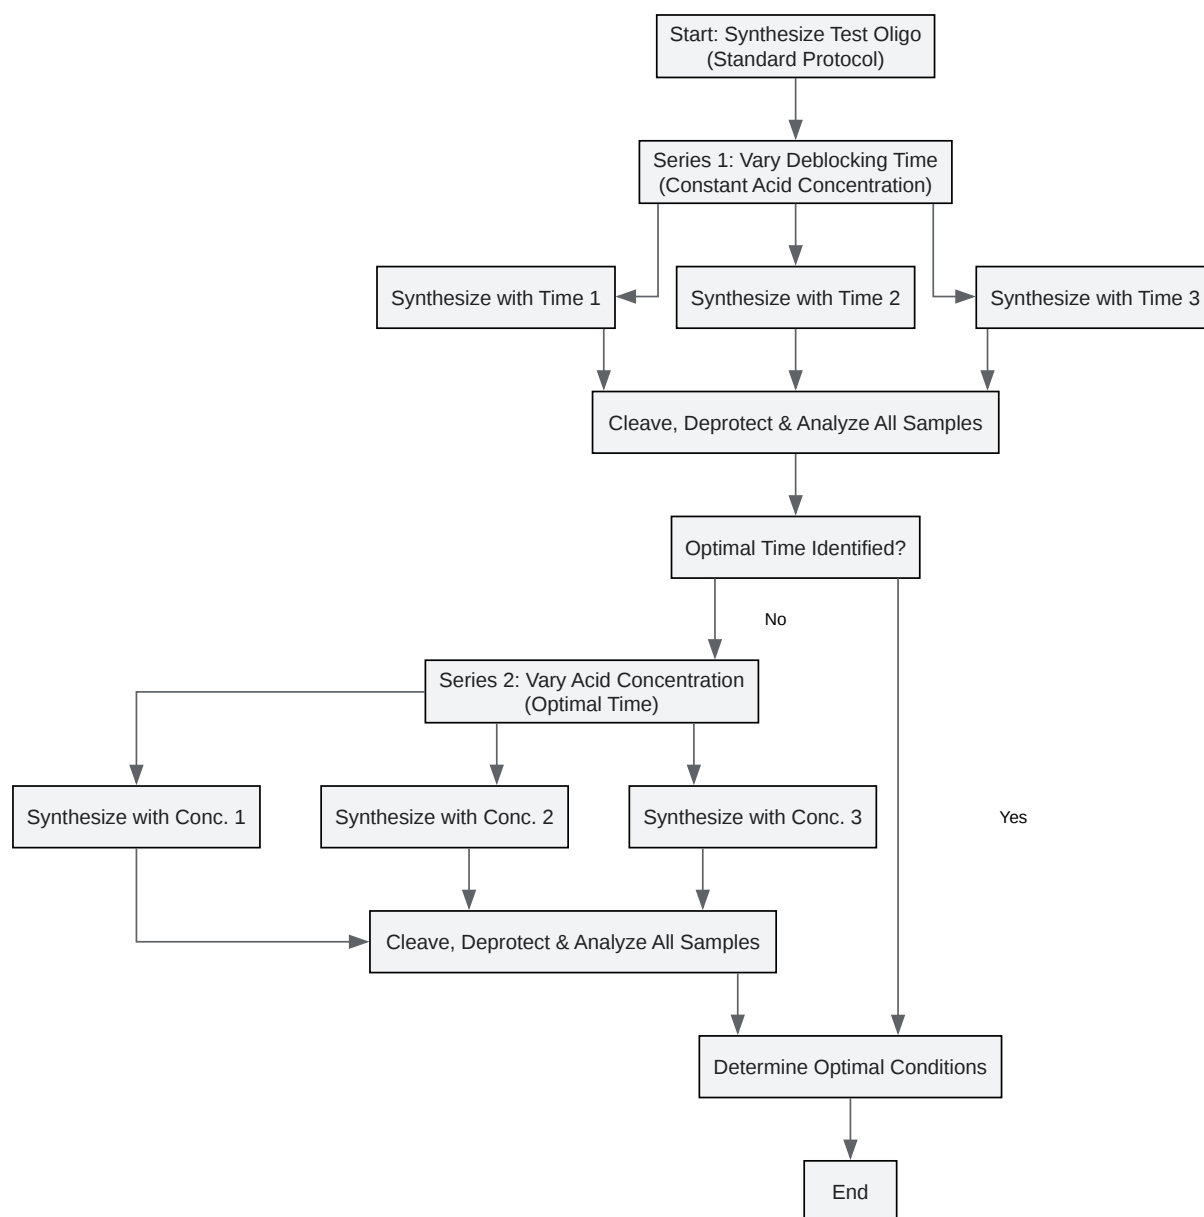 Start: Synthesize Test Oligo
(Standard Protocol)
Series 1: Vary Deblocking Time
(Constant Acid Concentration)
Synthesize with Time 1
Synthesize with Time 2
Synthesize with Time 3
Cleave, Deprotect & Analyze All Samples
Optimal Time Identified?
No
Series 2: Vary Acid Concentration
(Optimal Time)
Synthesize with Conc. 1
Synthesize with Conc. 2
Synthesize with Conc. 3
Yes
Cleave, Deprotect & Analyze All Samples
Determine Optimal Conditions
End